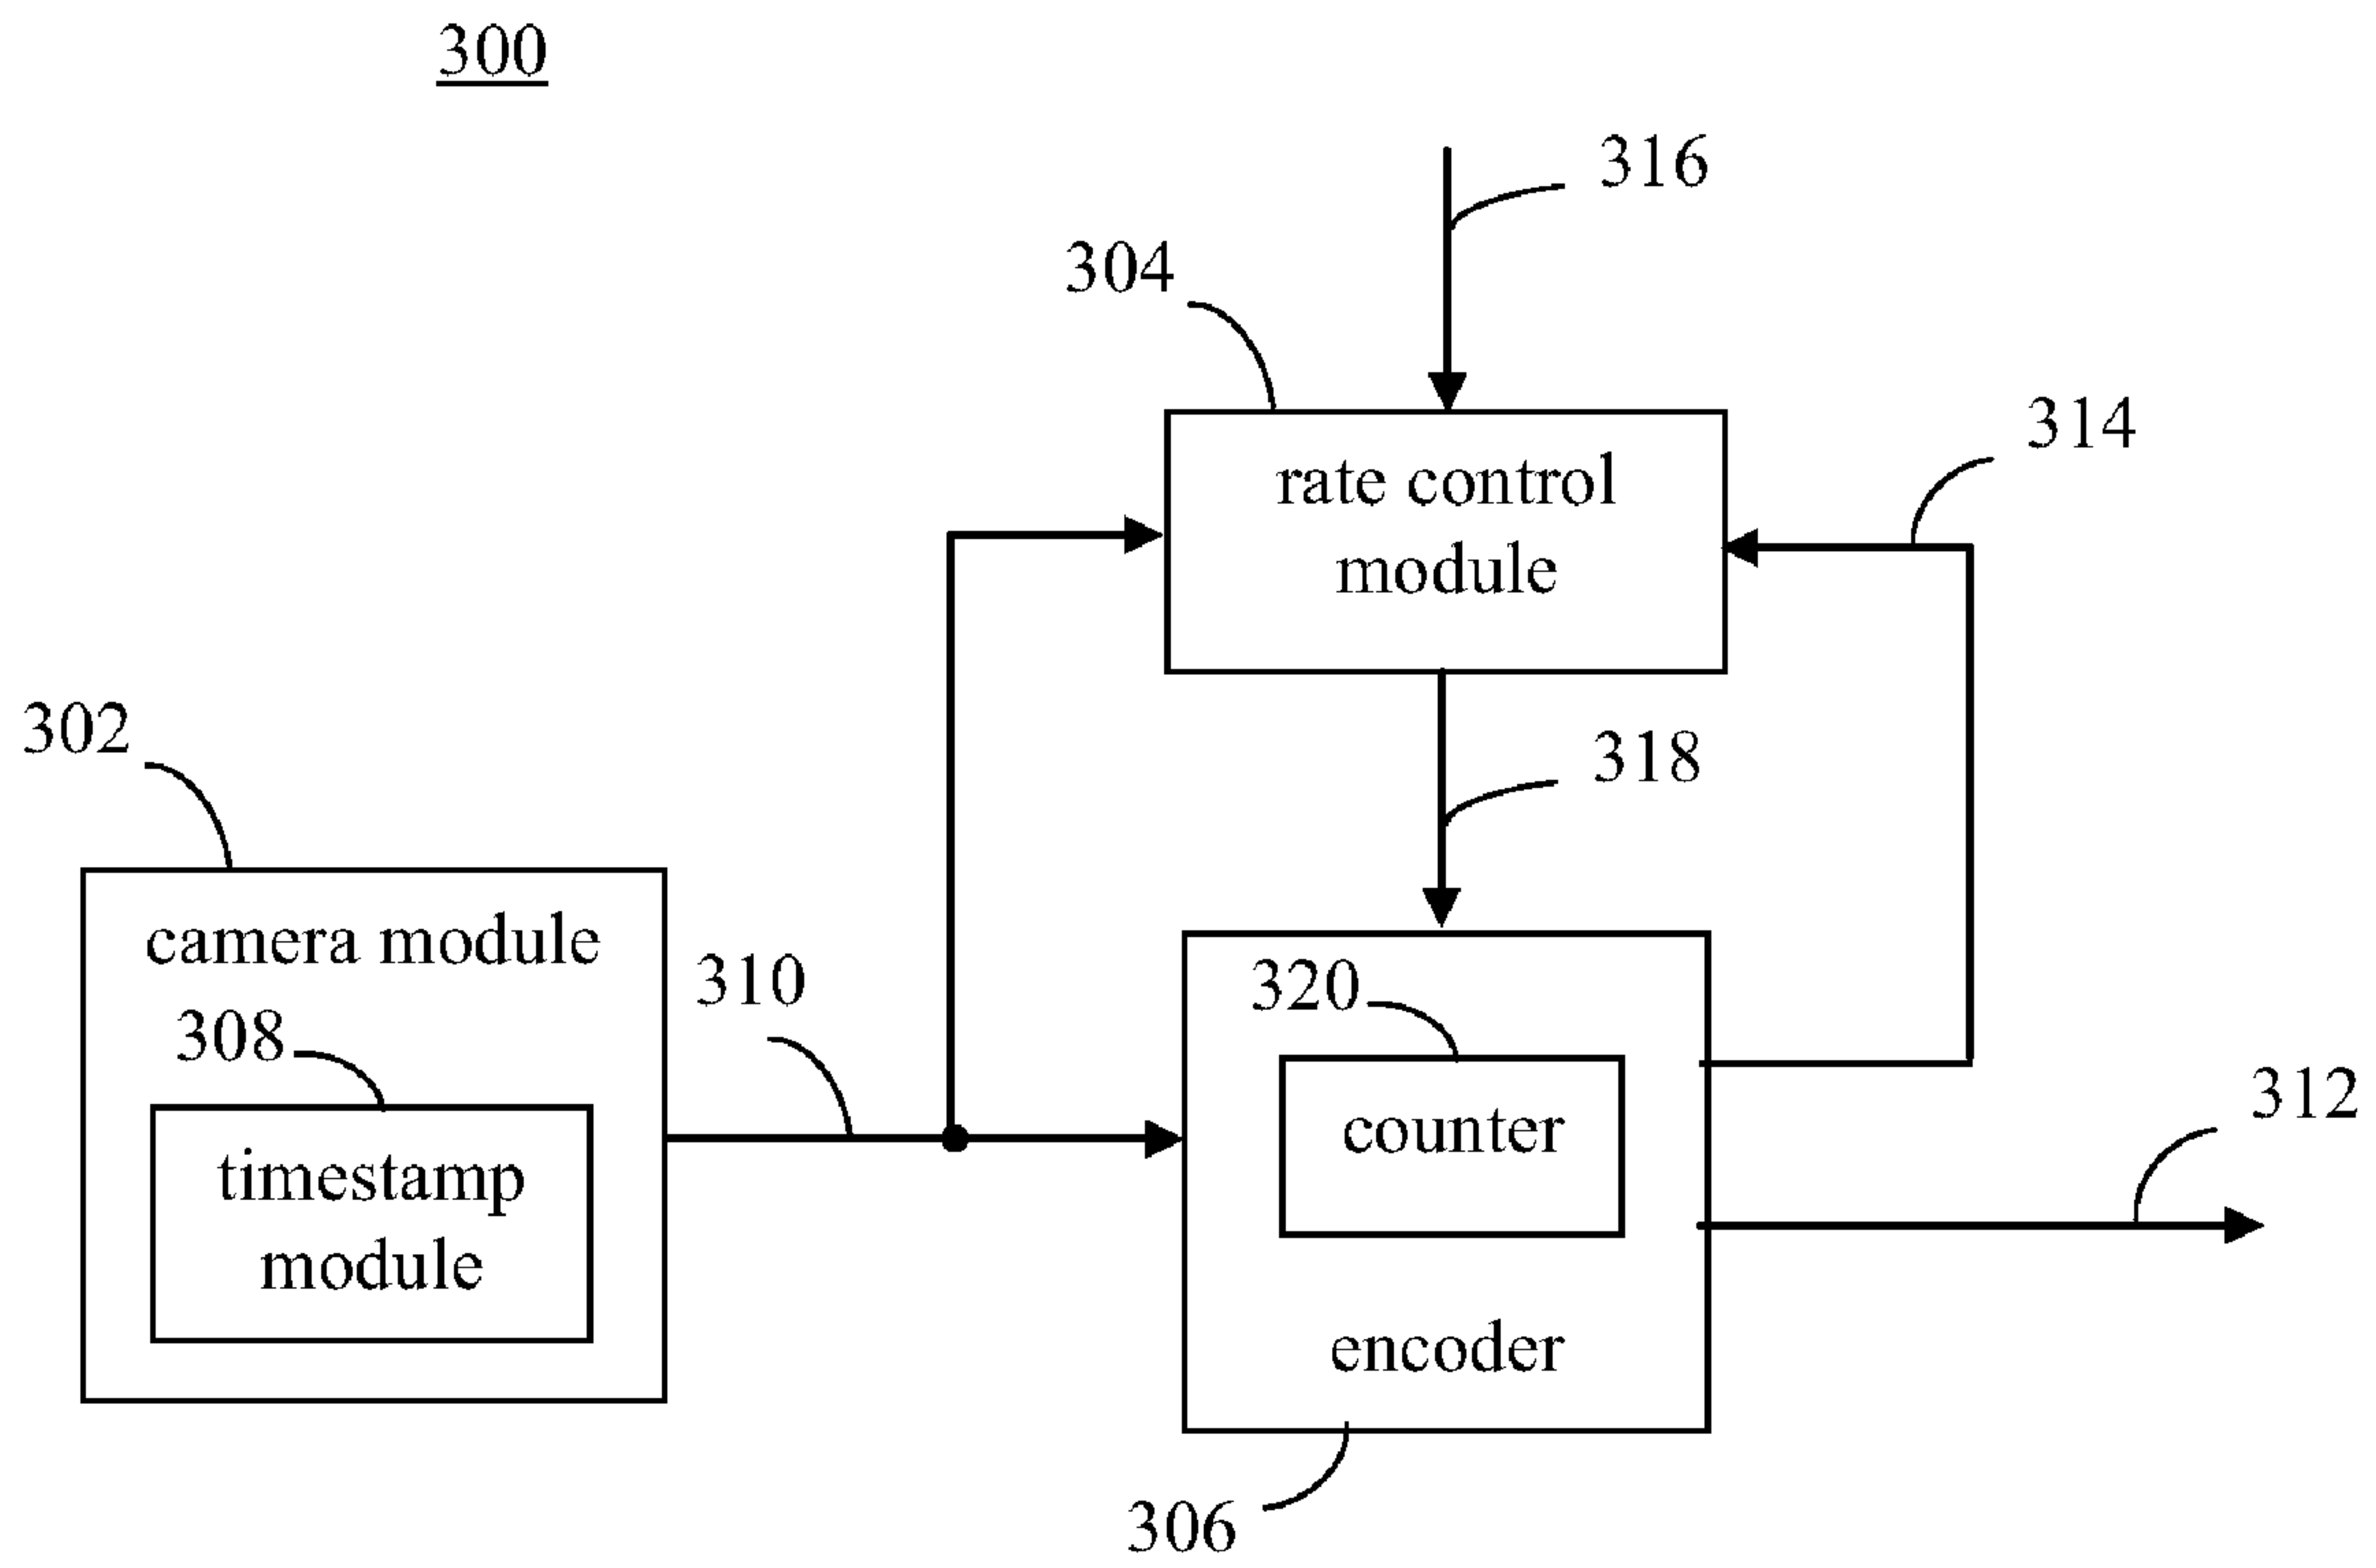 300
316
304
314
rate control
module
302
318
camera module
310
320
308
counter
312
timestamp
module
encoder
306